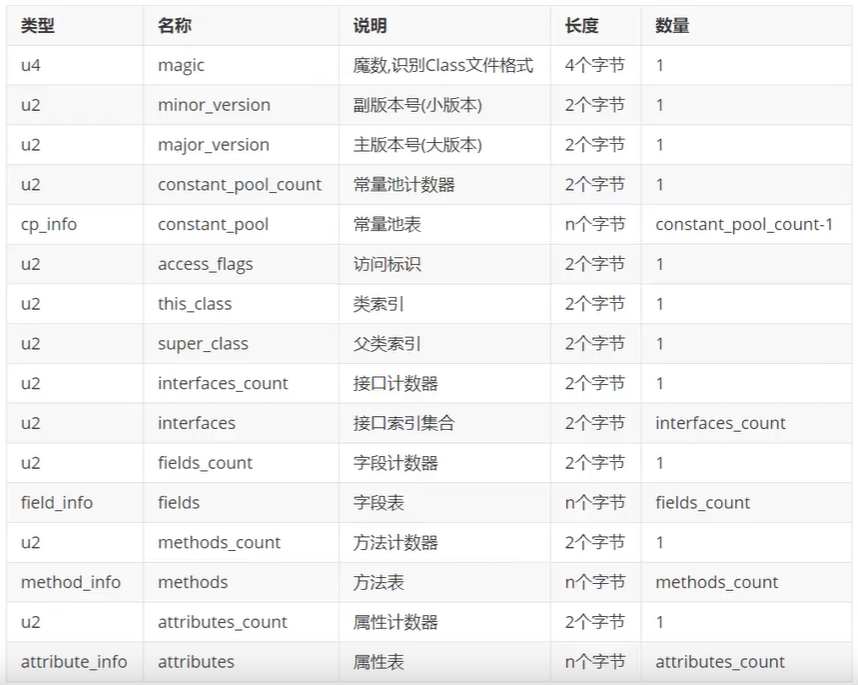 类型 名称 说明 长度 数量
u4 magic 魔数,识别Class文件格式 4个字节 1
u2 minor_version 副版本号(小版本) 2个字节 1
u2 major_version 主版本号(大版本) 2个字节 1
u2 constant_pool_count 常量池计数器 2个字节 1
cp_info constant_pool 常量池表 n个字节 constant_pool_count-1
u2 access_flags 访问标识 2个字节 1
u2 this_class 类索引 2个字节 1
u2 super_class 父类索引 2个字节 1
u2 interfaces_count 接口计数器 2个字节 1
u2 interfaces 接口索引集合 2个字节 interfaces_count
u2 fields_count 字段计数器 2个字节 1
field_info fields 字段表 n个字节 fields_count
u2 methods_count 方法计数器 2个字节 1
method_info methods 方法表 n个字节 methods_count
u2 attributes_count 属性计数器 2个字节 1
attribute_info attributes 属性表 n个字节 attributes_count